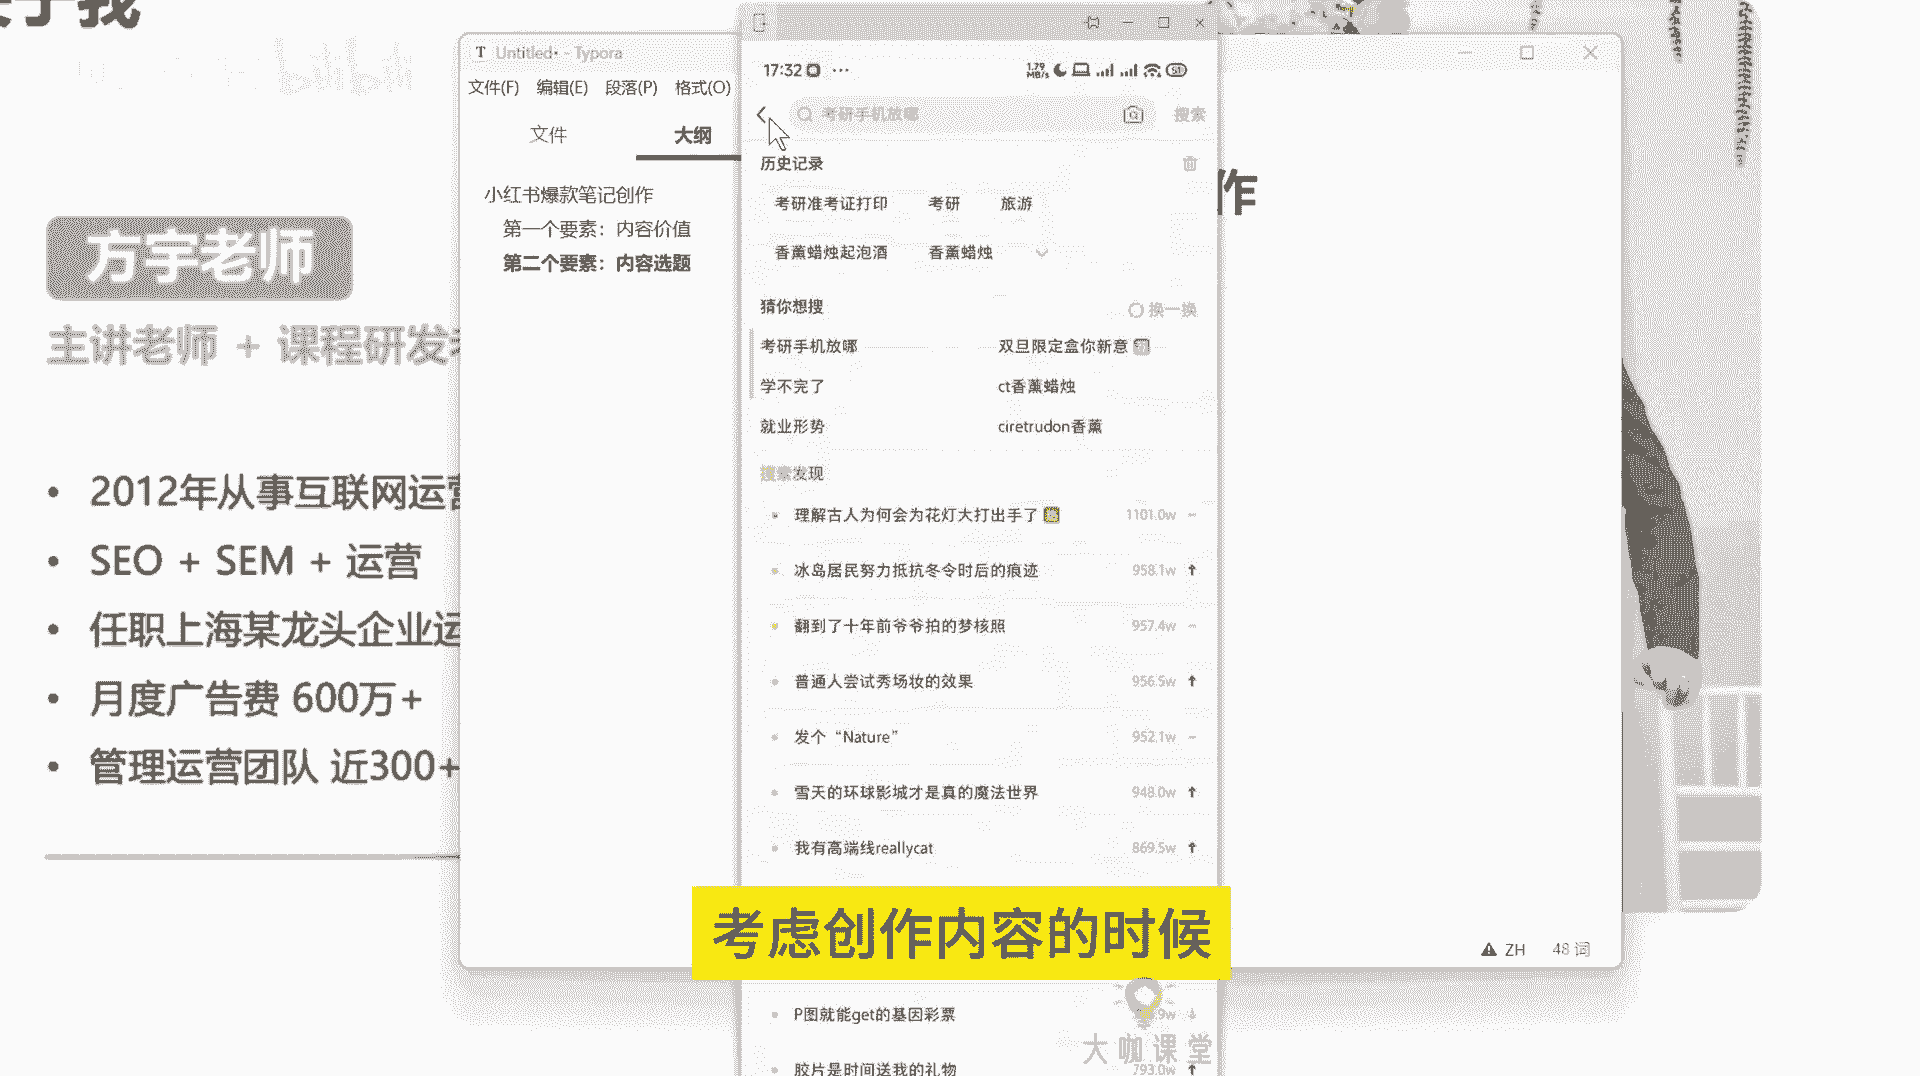 bilibili
方宇老师
主讲老师 + 课程研发
2012年从事互联网运
SEO + SEM + 运营
任职上海某龙头企业运
月度广告费 600万+
管理运营团队 近300+
T Untitled• - Typora
文件(F) 编辑(E) 段落(P) 格式(O)
文件 大纲
小红书爆款笔记创作
第一个要素：内容价值
第二个要素：内容选题
作
17:32 ···
1.79 MB/s 51
考研手机放哪 搜索
历史记录
考研准考证打印 考研 旅游
香薰蜡烛起泡酒 香薰蜡烛
猜你想搜 换一换
考研手机放哪 双旦限定盒你新意
学不完了 ct香薰蜡烛
就业形势 ciretrudon香薰
搜索发现
理解古人为何会为花灯大打出手了 1101.0w
冰岛居民努力抵抗冬令时后的痕迹 958.1w
翻到了十年前爷爷拍的梦核照 957.4w
普通人尝试秀场妆的效果 956.5w
发个“Nature” 952.1w
雪天的环球影城才是真的魔法世界 948.0w
我有高端线reallycat 869.5w
考虑创作内容的时候
P图就能get的基因彩票
胶片是时间送我的礼物 793.0w
大咖课堂
ZH 48 词